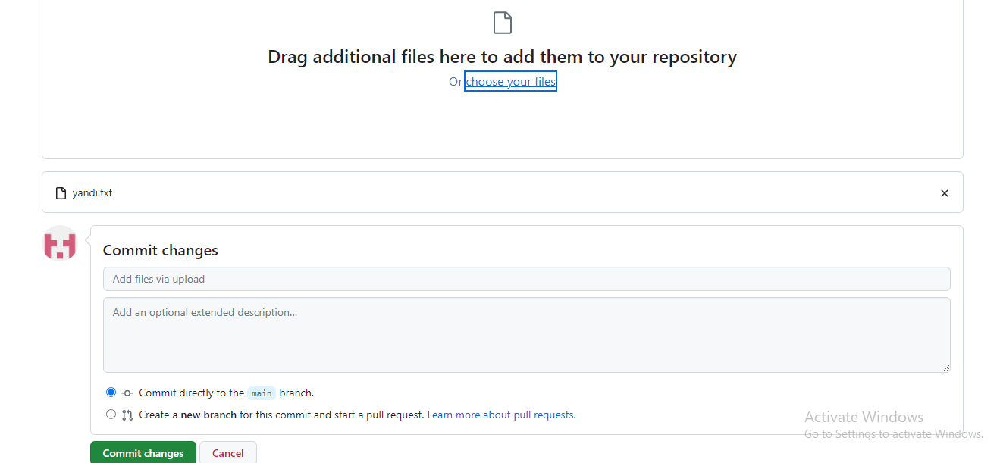 Drag additional files here to add them to your repository
Or choose your files
yandi.txt
Commit changes
Add files via upload
Add an optional extended description...
Commit directly to the main branch.
Create a new branch for this commit and start a pull request. Learn more about pull requests.
Activate Windows
Go to Settings to activate Windows.
Commit changes
Cancel